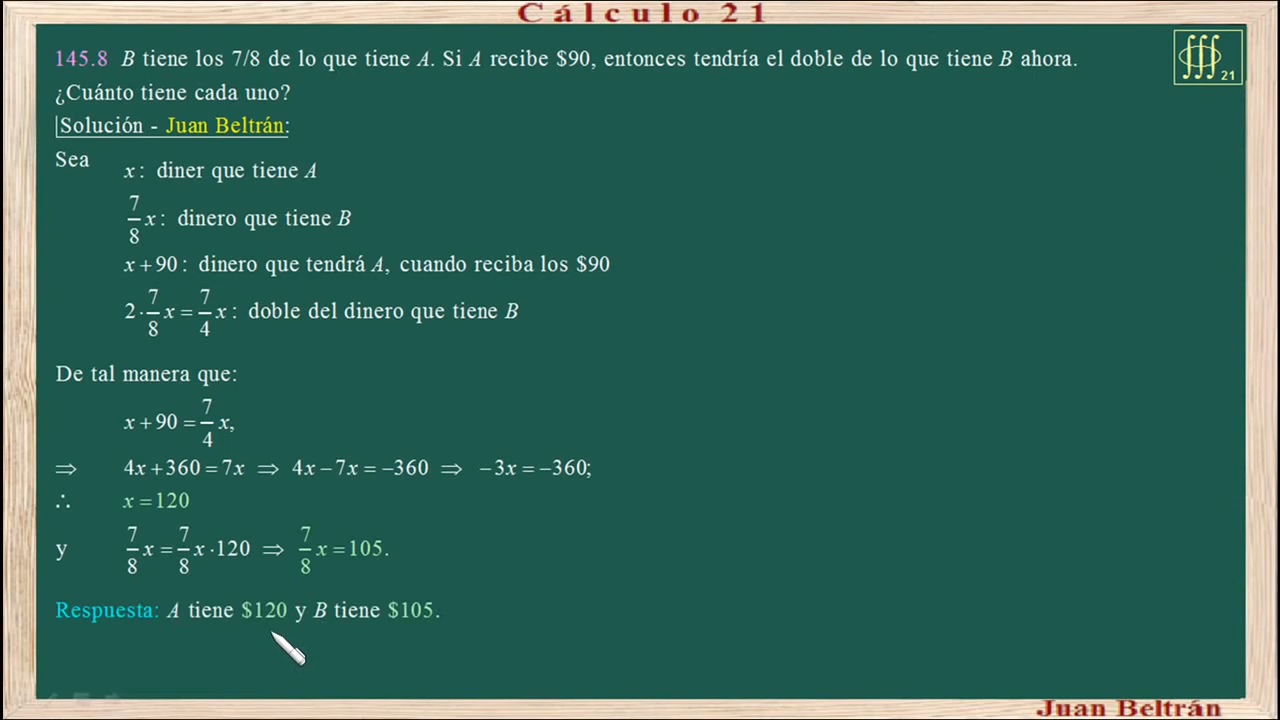 Cálculo 21
145.8 B tiene los 7/8 de lo que tiene A. Si A recibe $90, entonces tendría el doble de lo que tiene B ahora.
¿Cuánto tiene cada uno?
Solución - Juan Beltrán:
Sea
x: diner que tiene A
7/8 x: dinero que tiene B
x + 90: dinero que tendrá A, cuando reciba los $90
2·7/8 x = 7/4 x: doble del dinero que tiene B
De tal manera que:
x + 90 = 7/4 x,
⇒ 4x + 360 = 7x ⇒ 4x − 7x = −360 ⇒ −3x = −360;
∴ x = 120
y 7/8 x = 7/8 x · 120 ⇒ 7/8 x = 105.
Respuesta: A tiene $120 y B tiene $105.
∫∫∫ 21
Juan Beltrán